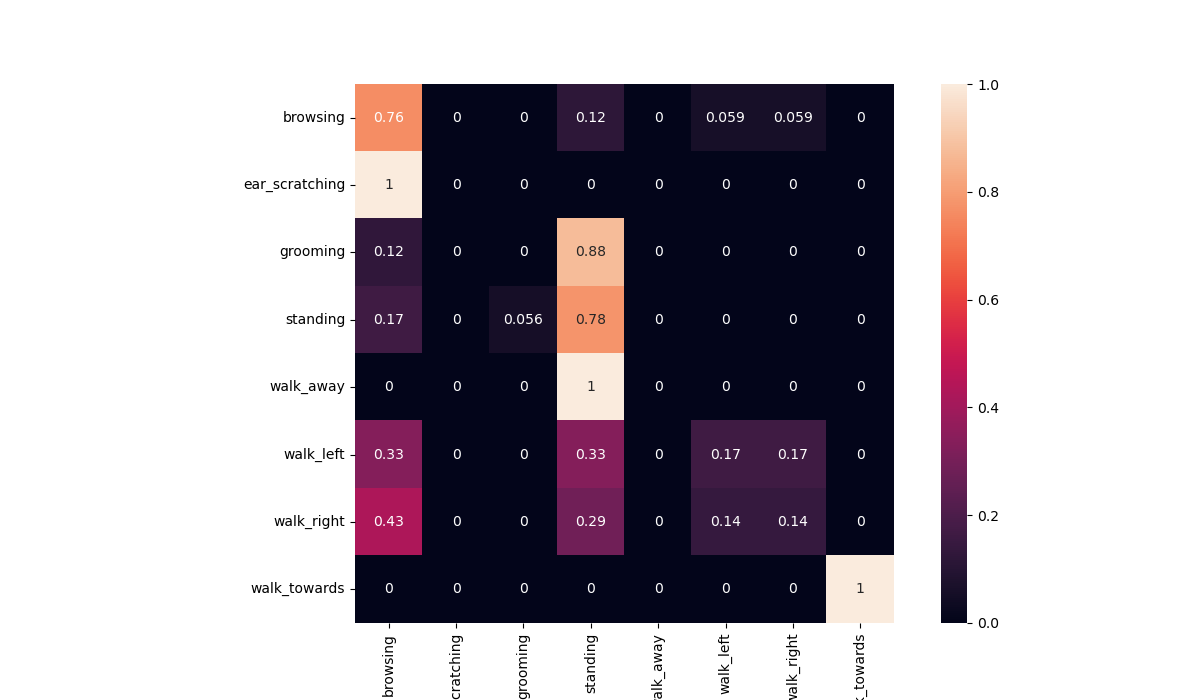 browsing 0.76 0 0 0.12 0 0.059 0.059 0
ear_scratching 1 0 0 0 0 0 0 0
grooming 0.12 0 0 0.88 0 0 0 0
standing 0.17 0 0.056 0.78 0 0 0 0
walk_away 0 0 0 1 0 0 0 0
walk_left 0.33 0 0 0.33 0 0.17 0.17 0
walk_right 0.43 0 0 0.29 0 0.14 0.14 0
walk_towards 0 0 0 0 0 0 0 1
browsing cratching grooming standing alk_away walk_left walk_right _towards
1.0
0.8
0.6
0.4
0.2
0.0